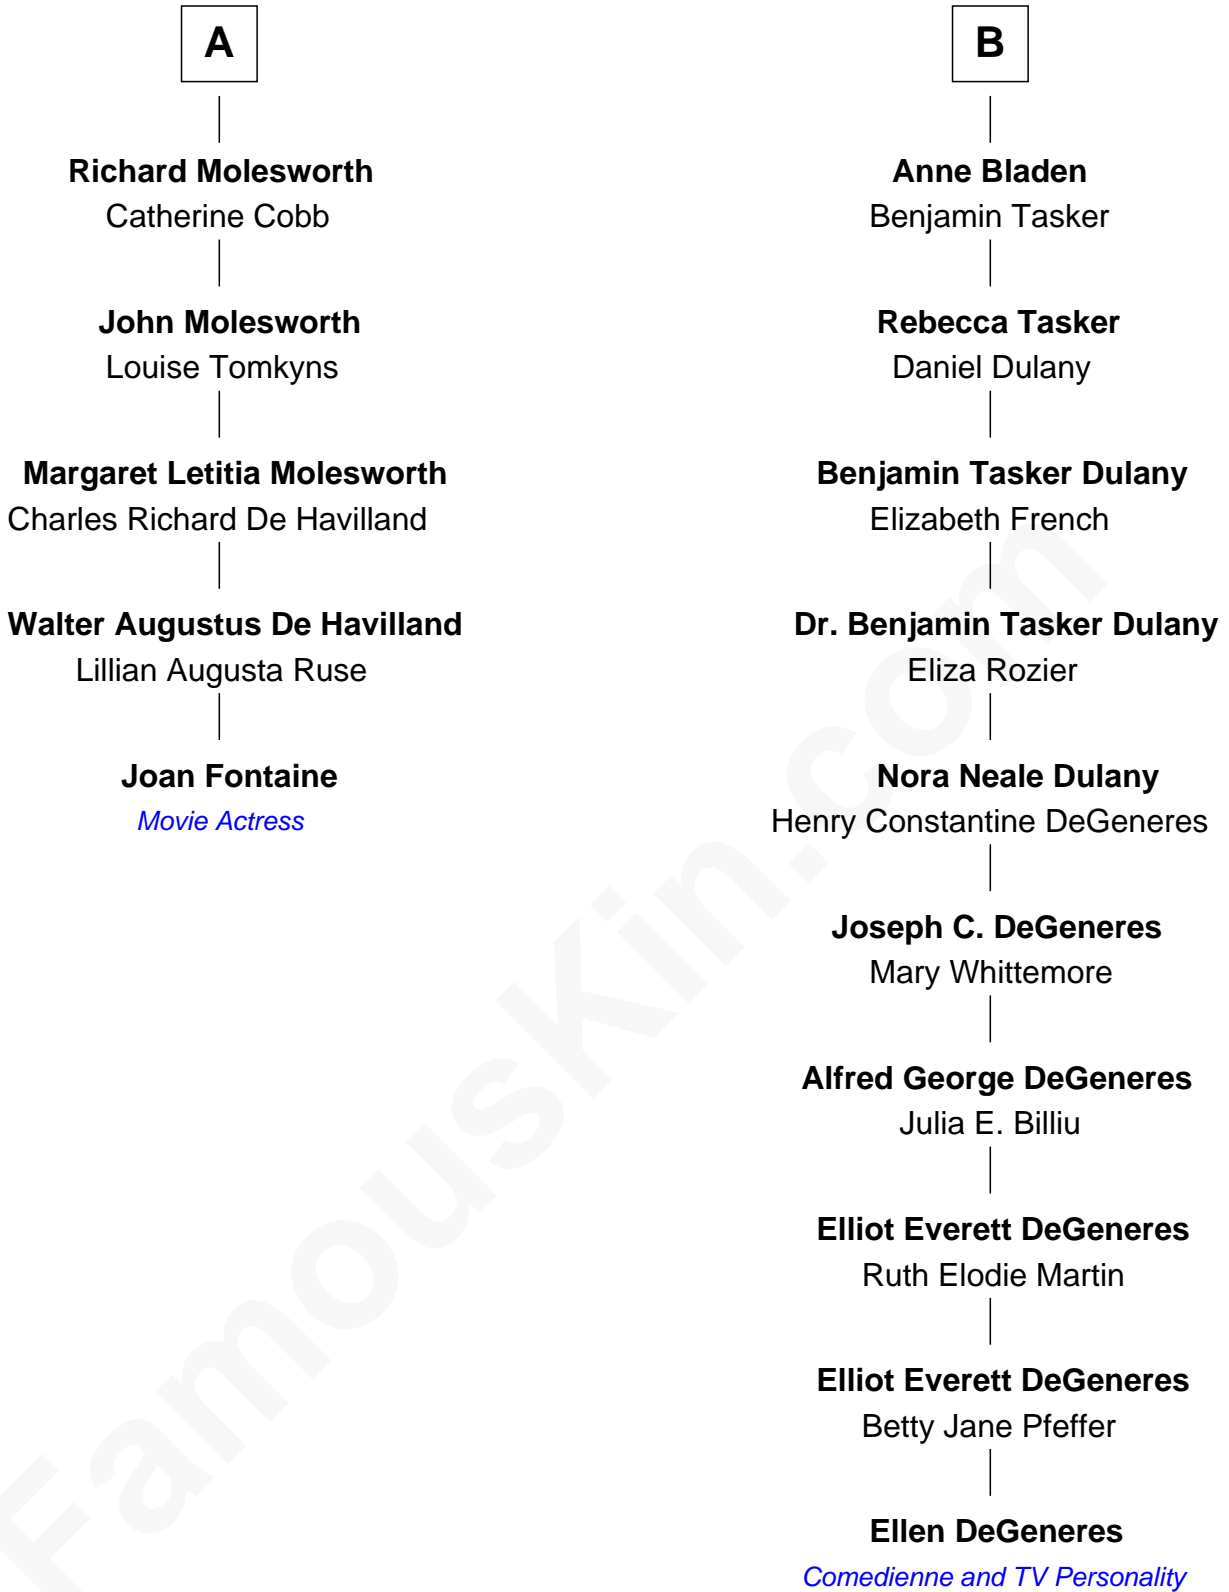 A
Richard Molesworth
Catherine Cobb
John Molesworth
Louise Tomkyns
Margaret Letitia Molesworth
Charles Richard De Havilland
Walter Augustus De Havilland
Lillian Augusta Ruse
Joan Fontaine
Movie Actress
B
Anne Bladen
Benjamin Tasker
Rebecca Tasker
Daniel Dulany
Benjamin Tasker Dulany
Elizabeth French
Dr. Benjamin Tasker Dulany
Eliza Rozier
Nora Neale Dulany
Henry Constantine DeGeneres
Joseph C. DeGeneres
Mary Whittemore
Alfred George DeGeneres
Julia E. Billiu
Elliot Everett DeGeneres
Ruth Elodie Martin
Elliot Everett DeGeneres
Betty Jane Pfeffer
Ellen DeGeneres
Comedienne and TV Personality
FamousKin.com